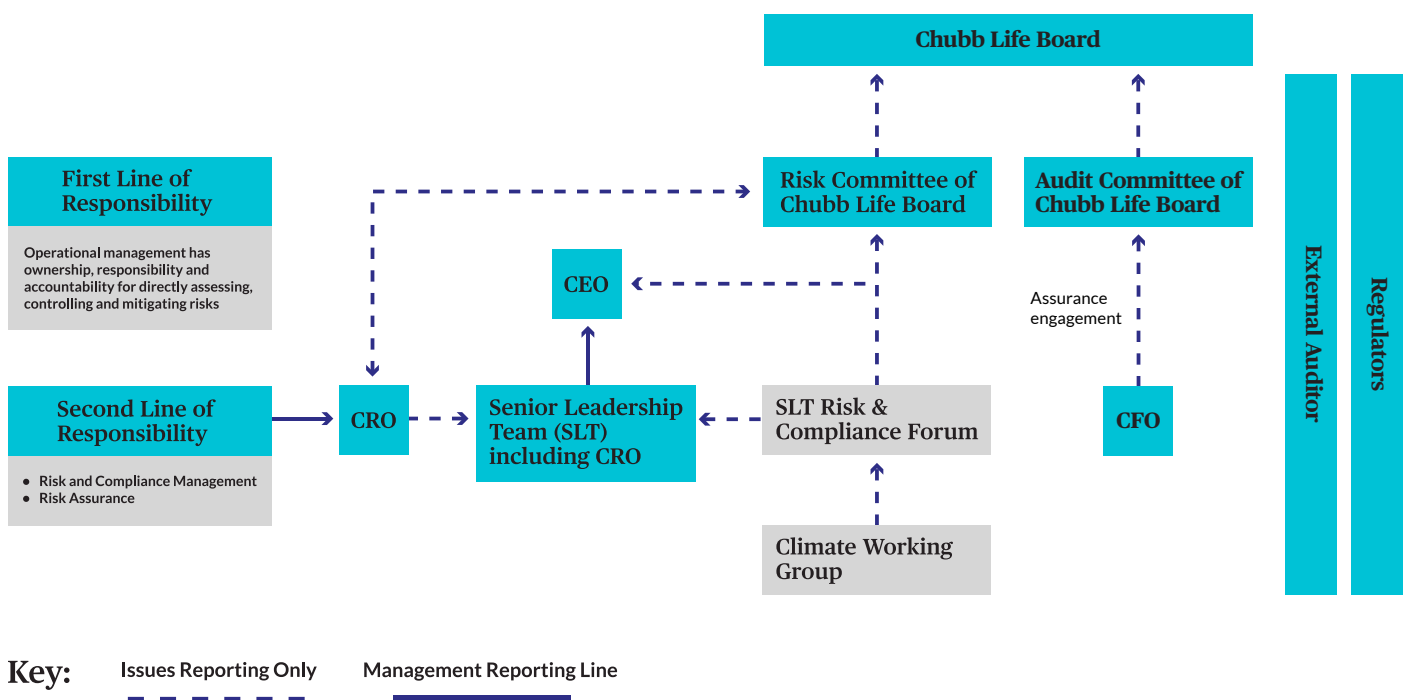 Chubb Life Board
First Line of
Responsibility
Operational management has
ownership, responsibility and
accountability for directly assessing,
controlling and mitigating risks
Risk Committee of
Chubb Life Board
Audit Committee of
Chubb Life Board
CEO
Assurance
engagement
External Auditor
Regulators
Second Line of
Responsibility
• Risk and Compliance Management
• Risk Assurance
CRO
Senior Leadership
Team (SLT)
including CRO
SLT Risk &
Compliance Forum
CFO
Climate Working
Group
Key:
Issues Reporting Only
Management Reporting Line